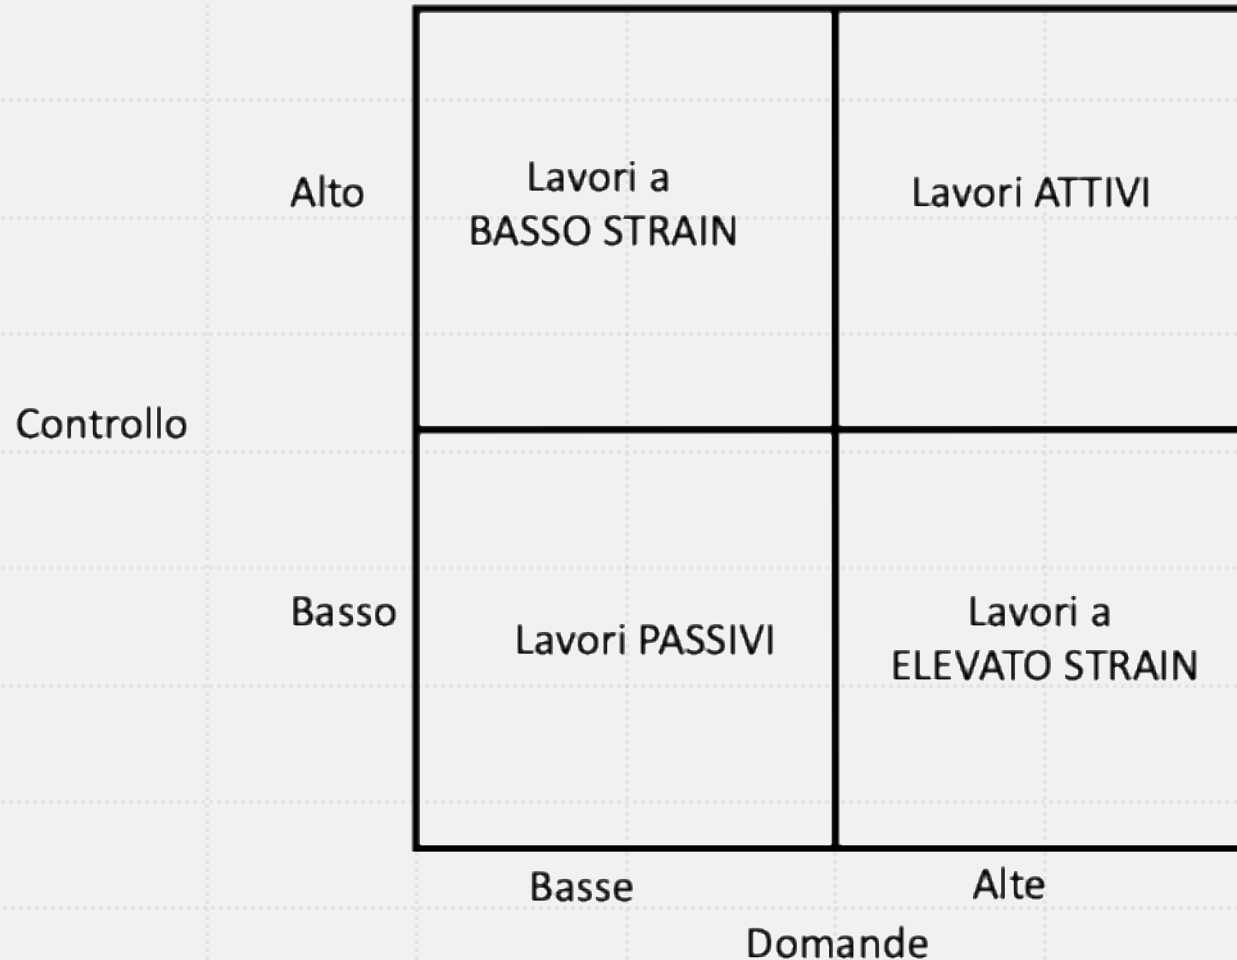 Lavori a
BASSO STRAIN
Alto
Lavori ATTIVI
Controllo
Basso
Lavori PASSIVI
Lavori a
ELEVATO STRAIN
Basse
Alte
Domande